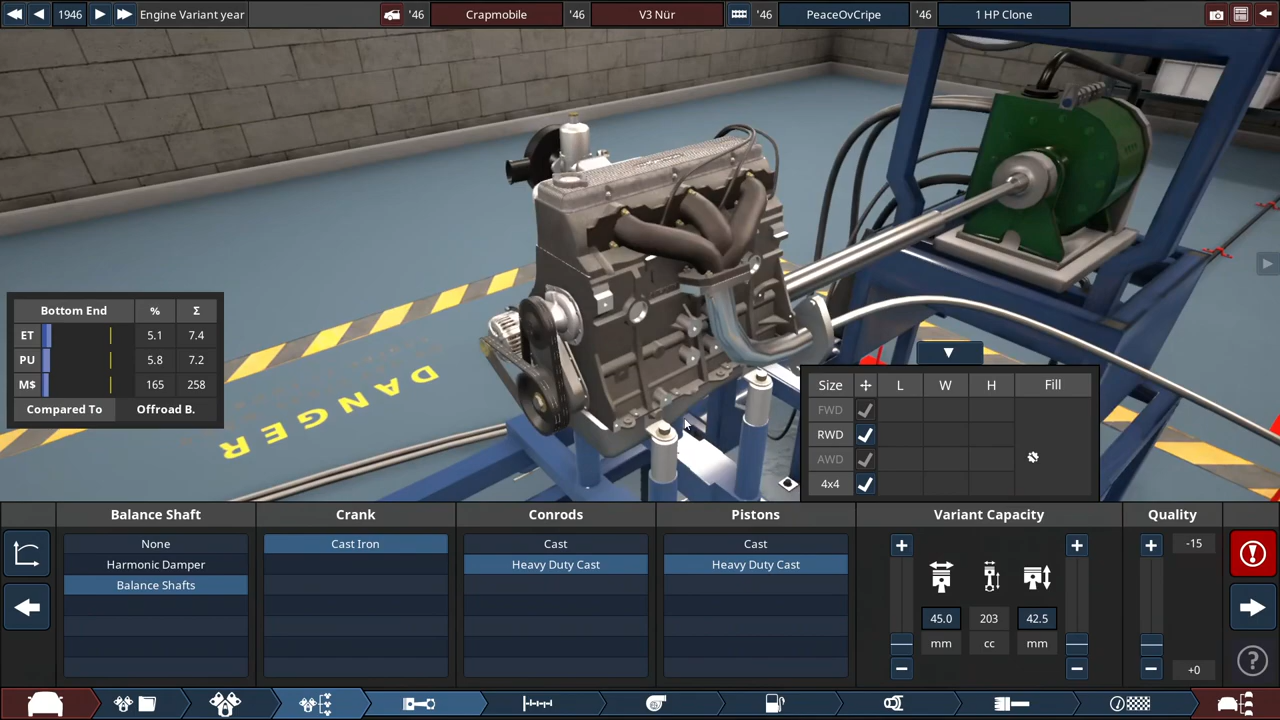 1946 Engine Variant year '46 Crapmobile '46 V3 Nür '46 PeaceOvCripe '46 1 HP Clone
DANGER
Bottom End % Σ
ET 5.1 7.4
PU 5.8 7.2
M$ 165 258
Compared To Offroad B.
Size L W H Fill
FWD
RWD
AWD
4x4
Balance Shaft Crank Conrods Pistons Variant Capacity Quality
None Cast Iron Cast Cast -15
Harmonic Damper Heavy Duty Cast Heavy Duty Cast
Balance Shafts
45.0 203 42.5
mm cc mm
+0